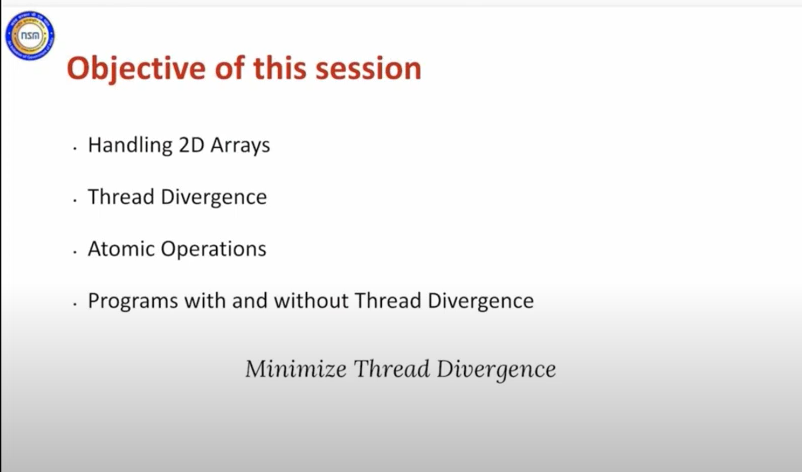 nsm
Objective of this session
· Handling 2D Arrays
· Thread Divergence
· Atomic Operations
· Programs with and without Thread Divergence
Minimize Thread Divergence